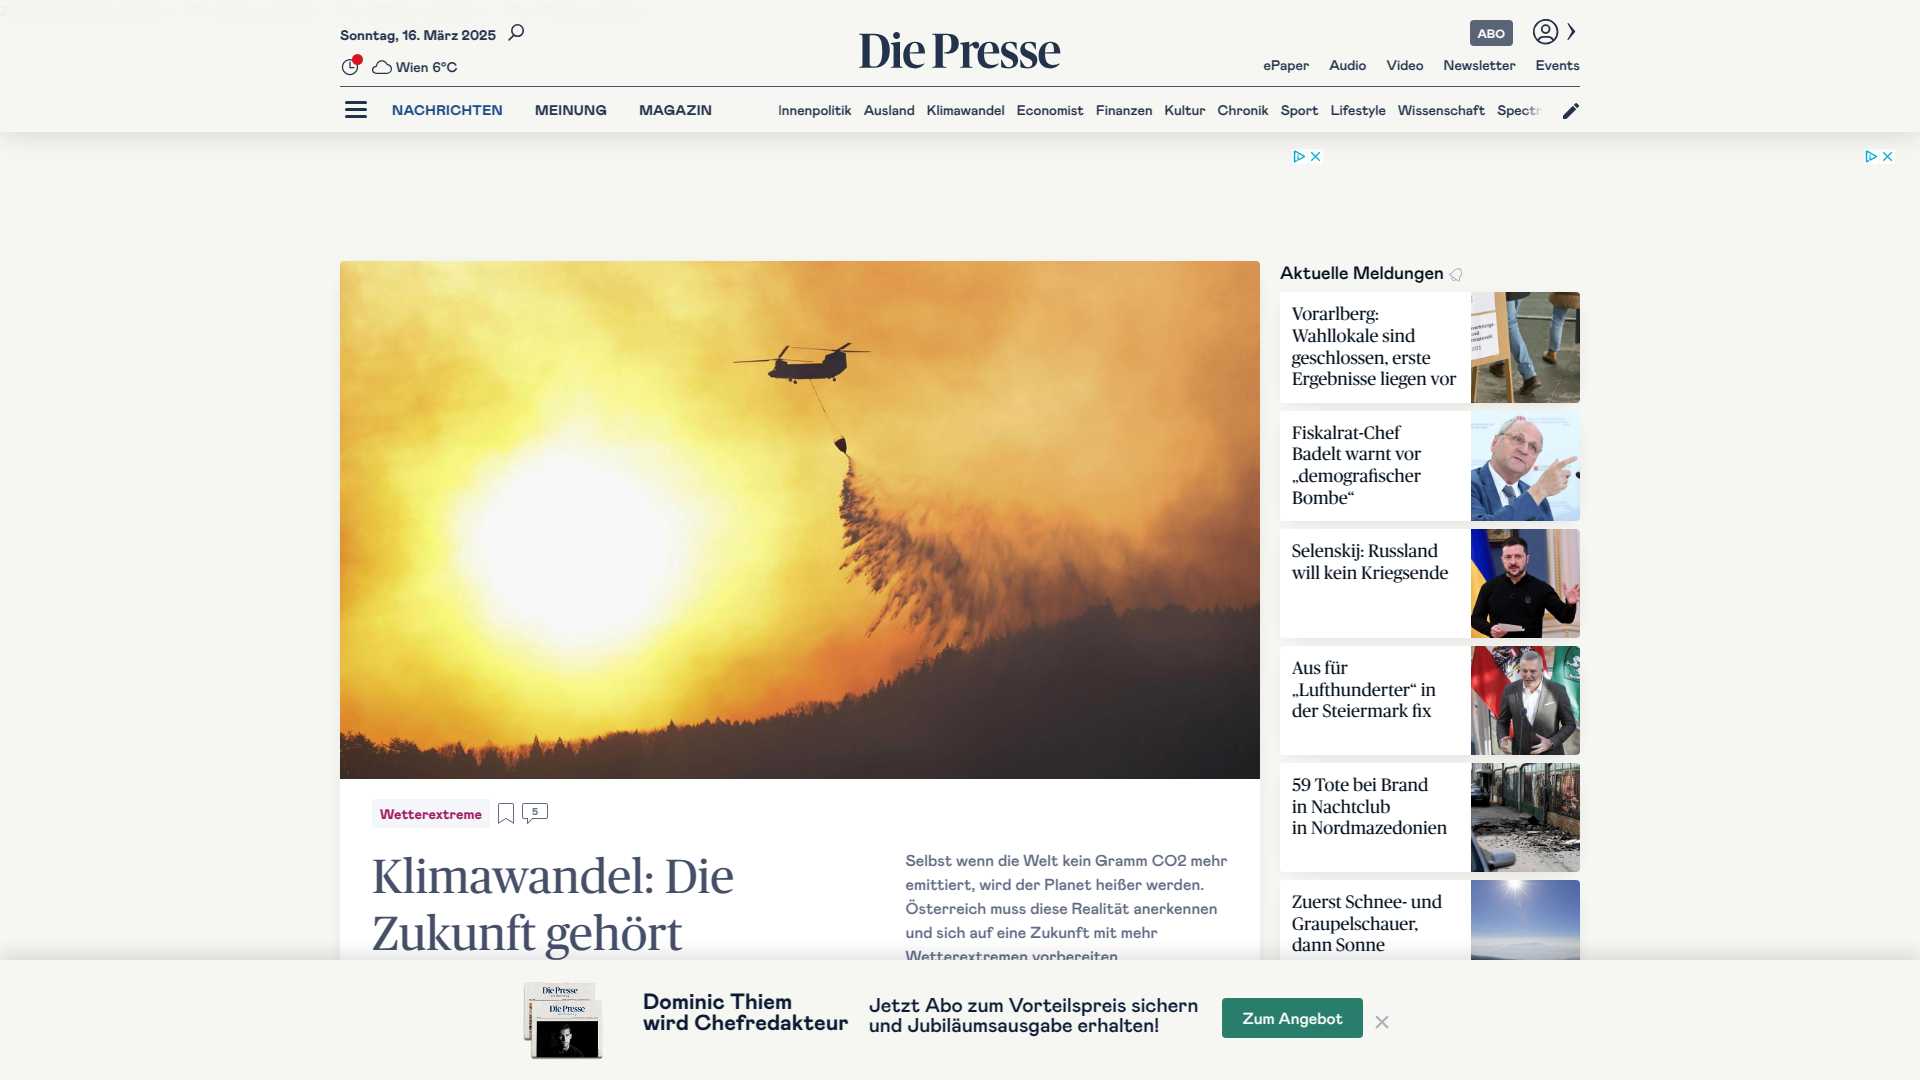 Sonntag, 16. März 2025
Wien 6°C
Die Presse
ABO
ePaper Audio Video Newsletter Events
NACHRICHTEN MEINUNG MAGAZIN
Innenpolitik Ausland Klimawandel Economist Finanzen Kultur Chronik Sport Lifestyle Wissenschaft Spectr
Wetterextreme
5
Klimawandel: Die
Zukunft gehört
Selbst wenn die Welt kein Gramm CO2 mehr
emittiert, wird der Planet heißer werden.
Österreich muss diese Realität anerkennen
und sich auf eine Zukunft mit mehr
Wetterextremen vorbereiten
Aktuelle Meldungen
Vorarlberg:
Wahllokale sind
geschlossen, erste
Ergebnisse liegen vor
Fiskalrat-Chef
Badelt warnt vor
„demografischer
Bombe“
Selenskij: Russland
will kein Kriegsende
Aus für
„Lufthunderter“ in
der Steiermark fix
59 Tote bei Brand
in Nachtclub
in Nordmazedonien
Zuerst Schnee- und
Graupelschauer,
dann Sonne
Die Presse
Die Presse
Dominic Thiem
wird Chefredakteur
Jetzt Abo zum Vorteilspreis sichern
und Jubiläumsausgabe erhalten!
Zum Angebot